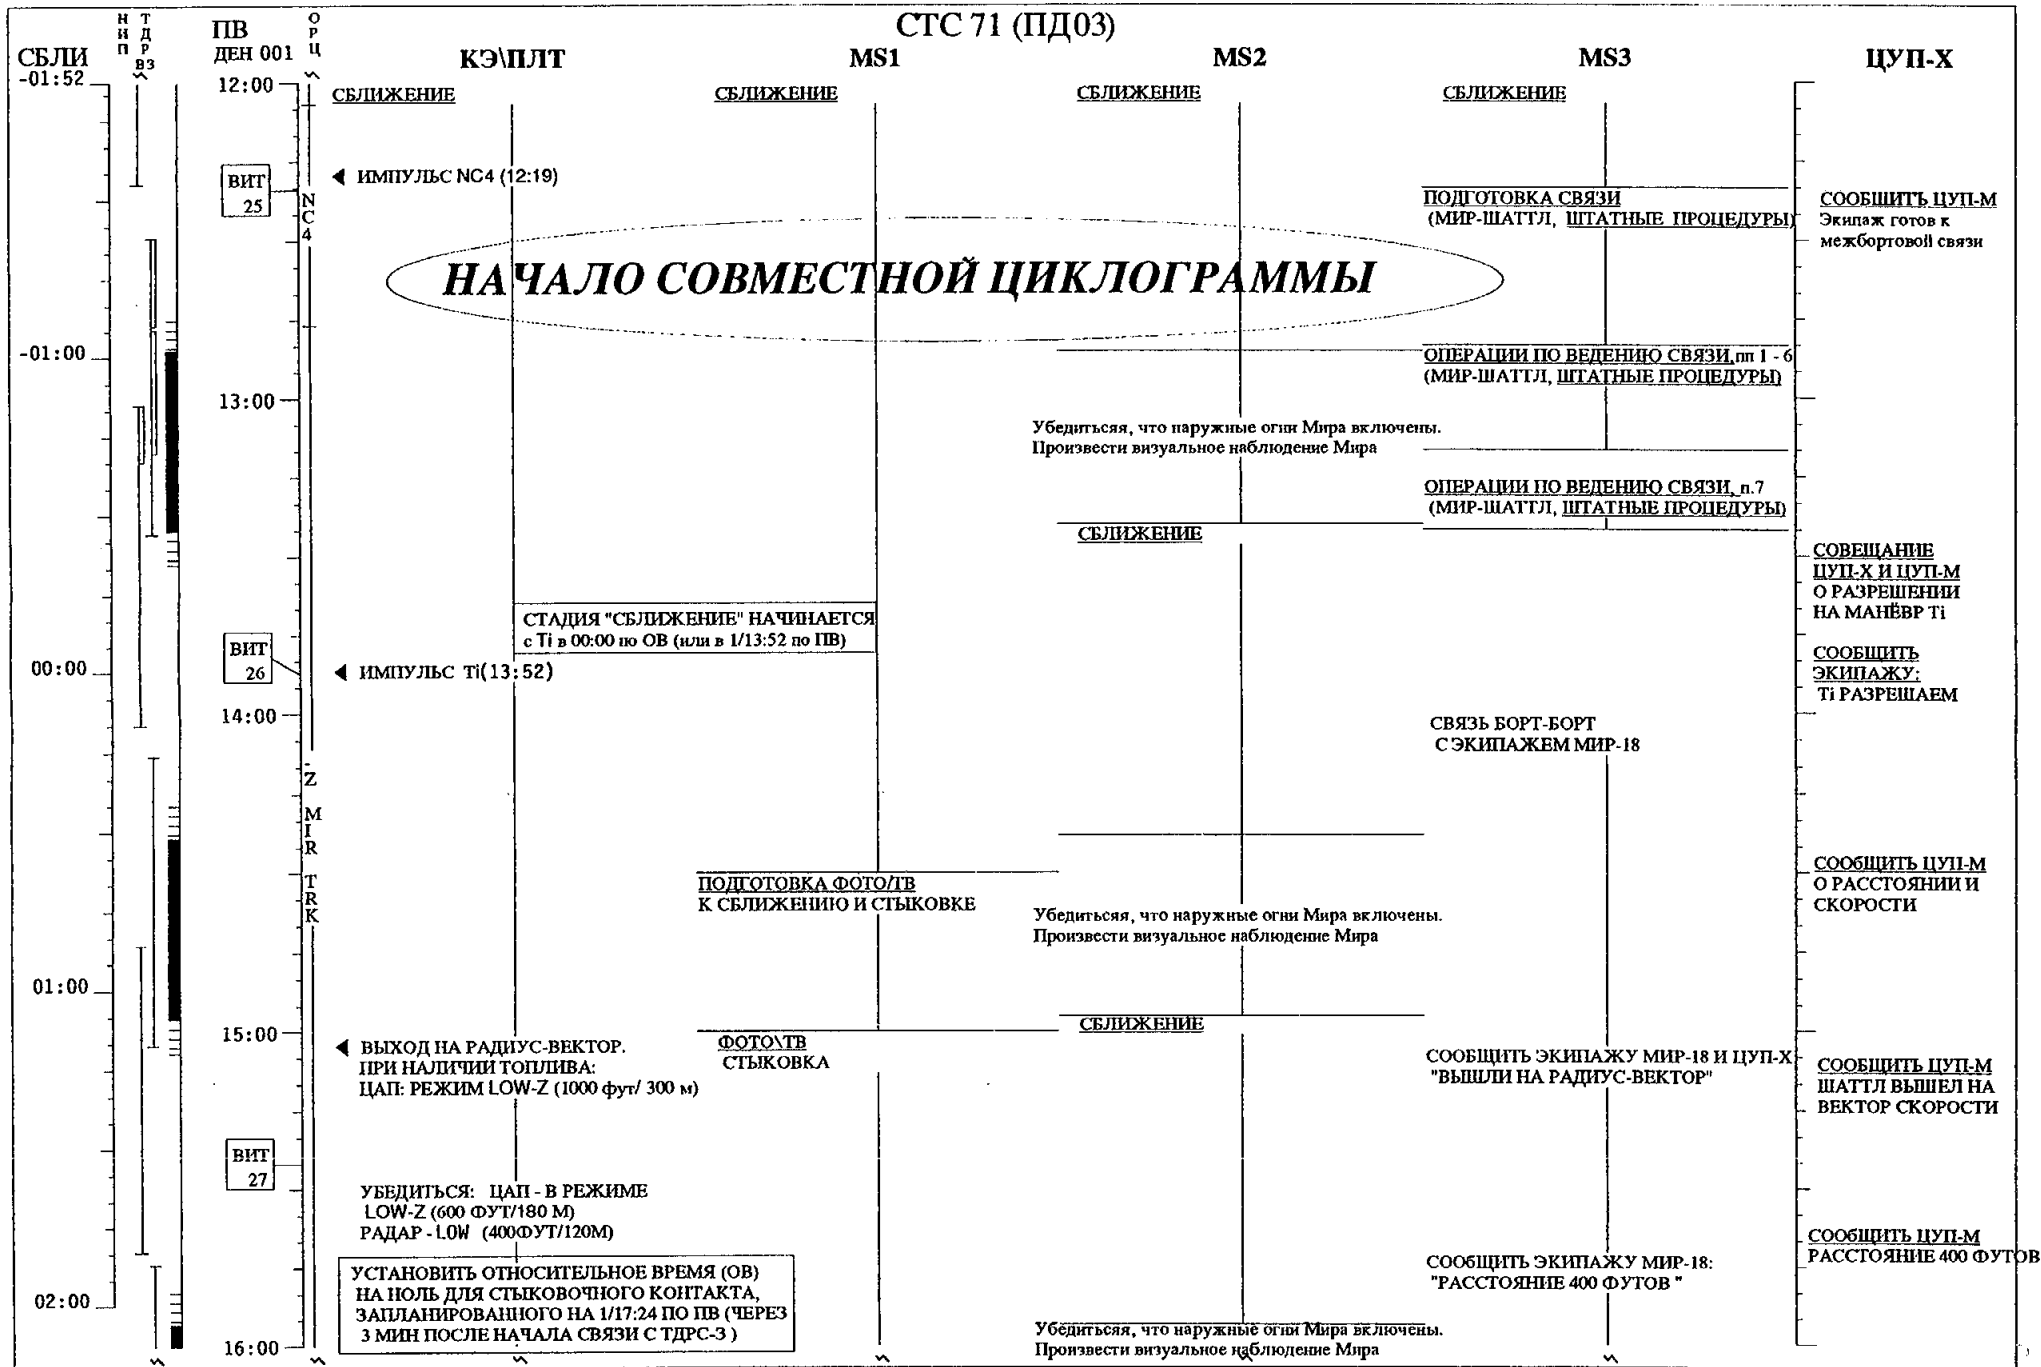 СТС 71 (ПД03)
СБЛИ
ННП
ТДР
ВЗ
ПВ
ДЕН 001
ОРЦ
КЭ\ПЛТ
MS1
MS2
MS3
ЦУП-Х
-01:52
12:00
СБЛИЖЕНИЕ
СБЛИЖЕНИЕ
СБЛИЖЕНИЕ
СБЛИЖЕНИЕ
ВИТ
25
NC4
◀ ИМПУЛЬС NC4 (12:19)
ПОДГОТОВКА СВЯЗИ
(МИР-ШАТТЛ, ШТАТНЫЕ ПРОЦЕДУРЫ)
СООБШИТЬ ЦУП-М
Экипаж готов к
межбортовой связи
НАЧАЛО СОВМЕСТНОЙ ЦИКЛОГРАММЫ
-01:00
13:00
ОПЕРАЦИИ ПО ВЕДЕНИЮ СВЯЗИ,пп 1 - 6
(МИР-ШАТТЛ, ШТАТНЫЕ ПРОЦЕДУРЫ)
Убедитьсяя, что наружные огни Мира включены.
Произвести визуальное наблюдение Мира
ОПЕРАЦИИ ПО ВЕДЕНИЮ СВЯЗИ, п.7
(МИР-ШАТТЛ, ШТАТНЫЕ ПРОЦЕДУРЫ)
СБЛИЖЕНИЕ
СОВЕЩАНИЕ
ЦУП-Х И ЦУП-М
О РАЗРЕШЕНИИ
НА МАНЁВР Ti
СТАДИЯ "СБЛИЖЕНИЕ" НАЧИНАЕТСЯ
с Ti в 00:00 по ОВ (или в 1/13:52 по ПВ)
ВИТ
26
00:00
◀ ИМПУЛЬС Ti(13:52)
СООБЩИТЬ
ЭКИПАЖУ:
Ti РАЗРЕШАЕМ
14:00
СВЯЗЬ БОРТ-БОРТ
С ЭКИПАЖЕМ МИР-18
-Z MIR TRK
ПОДГОТОВКА ФОТО/ТВ
К СБЛИЖЕНИЮ И СТЫКОВКЕ
Убедитьсяя, что наружные огни Мира включены.
Произвести визуальное наблюдение Мира
СООБЩИТЬ ЦУП-М
О РАССТОЯНИИ И
СКОРОСТИ
01:00
15:00
СБЛИЖЕНИЕ
◀ ВЫХОД НА РАДИУС-ВЕКТОР.
ПРИ НАЛИЧИИ ТОПЛИВА:
ЦАП: РЕЖИМ LOW-Z (1000 фут/ 300 м)
ФОТО\ТВ
СТЫКОВКА
СООБЩИТЬ ЭКИПАЖУ МИР-18 И ЦУП-Х
"ВЫШЛИ НА РАДИУС-ВЕКТОР"
СООБЩИТЬ ЦУП-М
ШАТТЛ ВЫШЕЛ НА
ВЕКТОР СКОРОСТИ
ВИТ
27
УБЕДИТЬСЯ: ЦАП - В РЕЖИМЕ
LOW-Z (600 ФУТ/180 М)
РАДАР - LOW (400ФУТ/120М)
СООБЩИТЬ ЦУП-М
РАССТОЯНИЕ 400 ФУТОВ
СООБЩИТЬ ЭКИПАЖУ МИР-18:
"РАССТОЯНИЕ 400 ФУТОВ "
УСТАНОВИТЬ ОТНОСИТЕЛЬНОЕ ВРЕМЯ (ОВ)
НА НОЛЬ ДЛЯ СТЫКОВОЧНОГО КОНТАКТА,
ЗАПЛАНИРОВАННОГО НА 1/17:24 ПО ПВ (ЧЕРЕЗ
3 МИН ПОСЛЕ НАЧАЛА СВЯЗИ С ТДРС-З )
02:00
16:00
Убедитьсяя, что наружные огни Мира включены.
Произвести визуальное наблюдение Мира